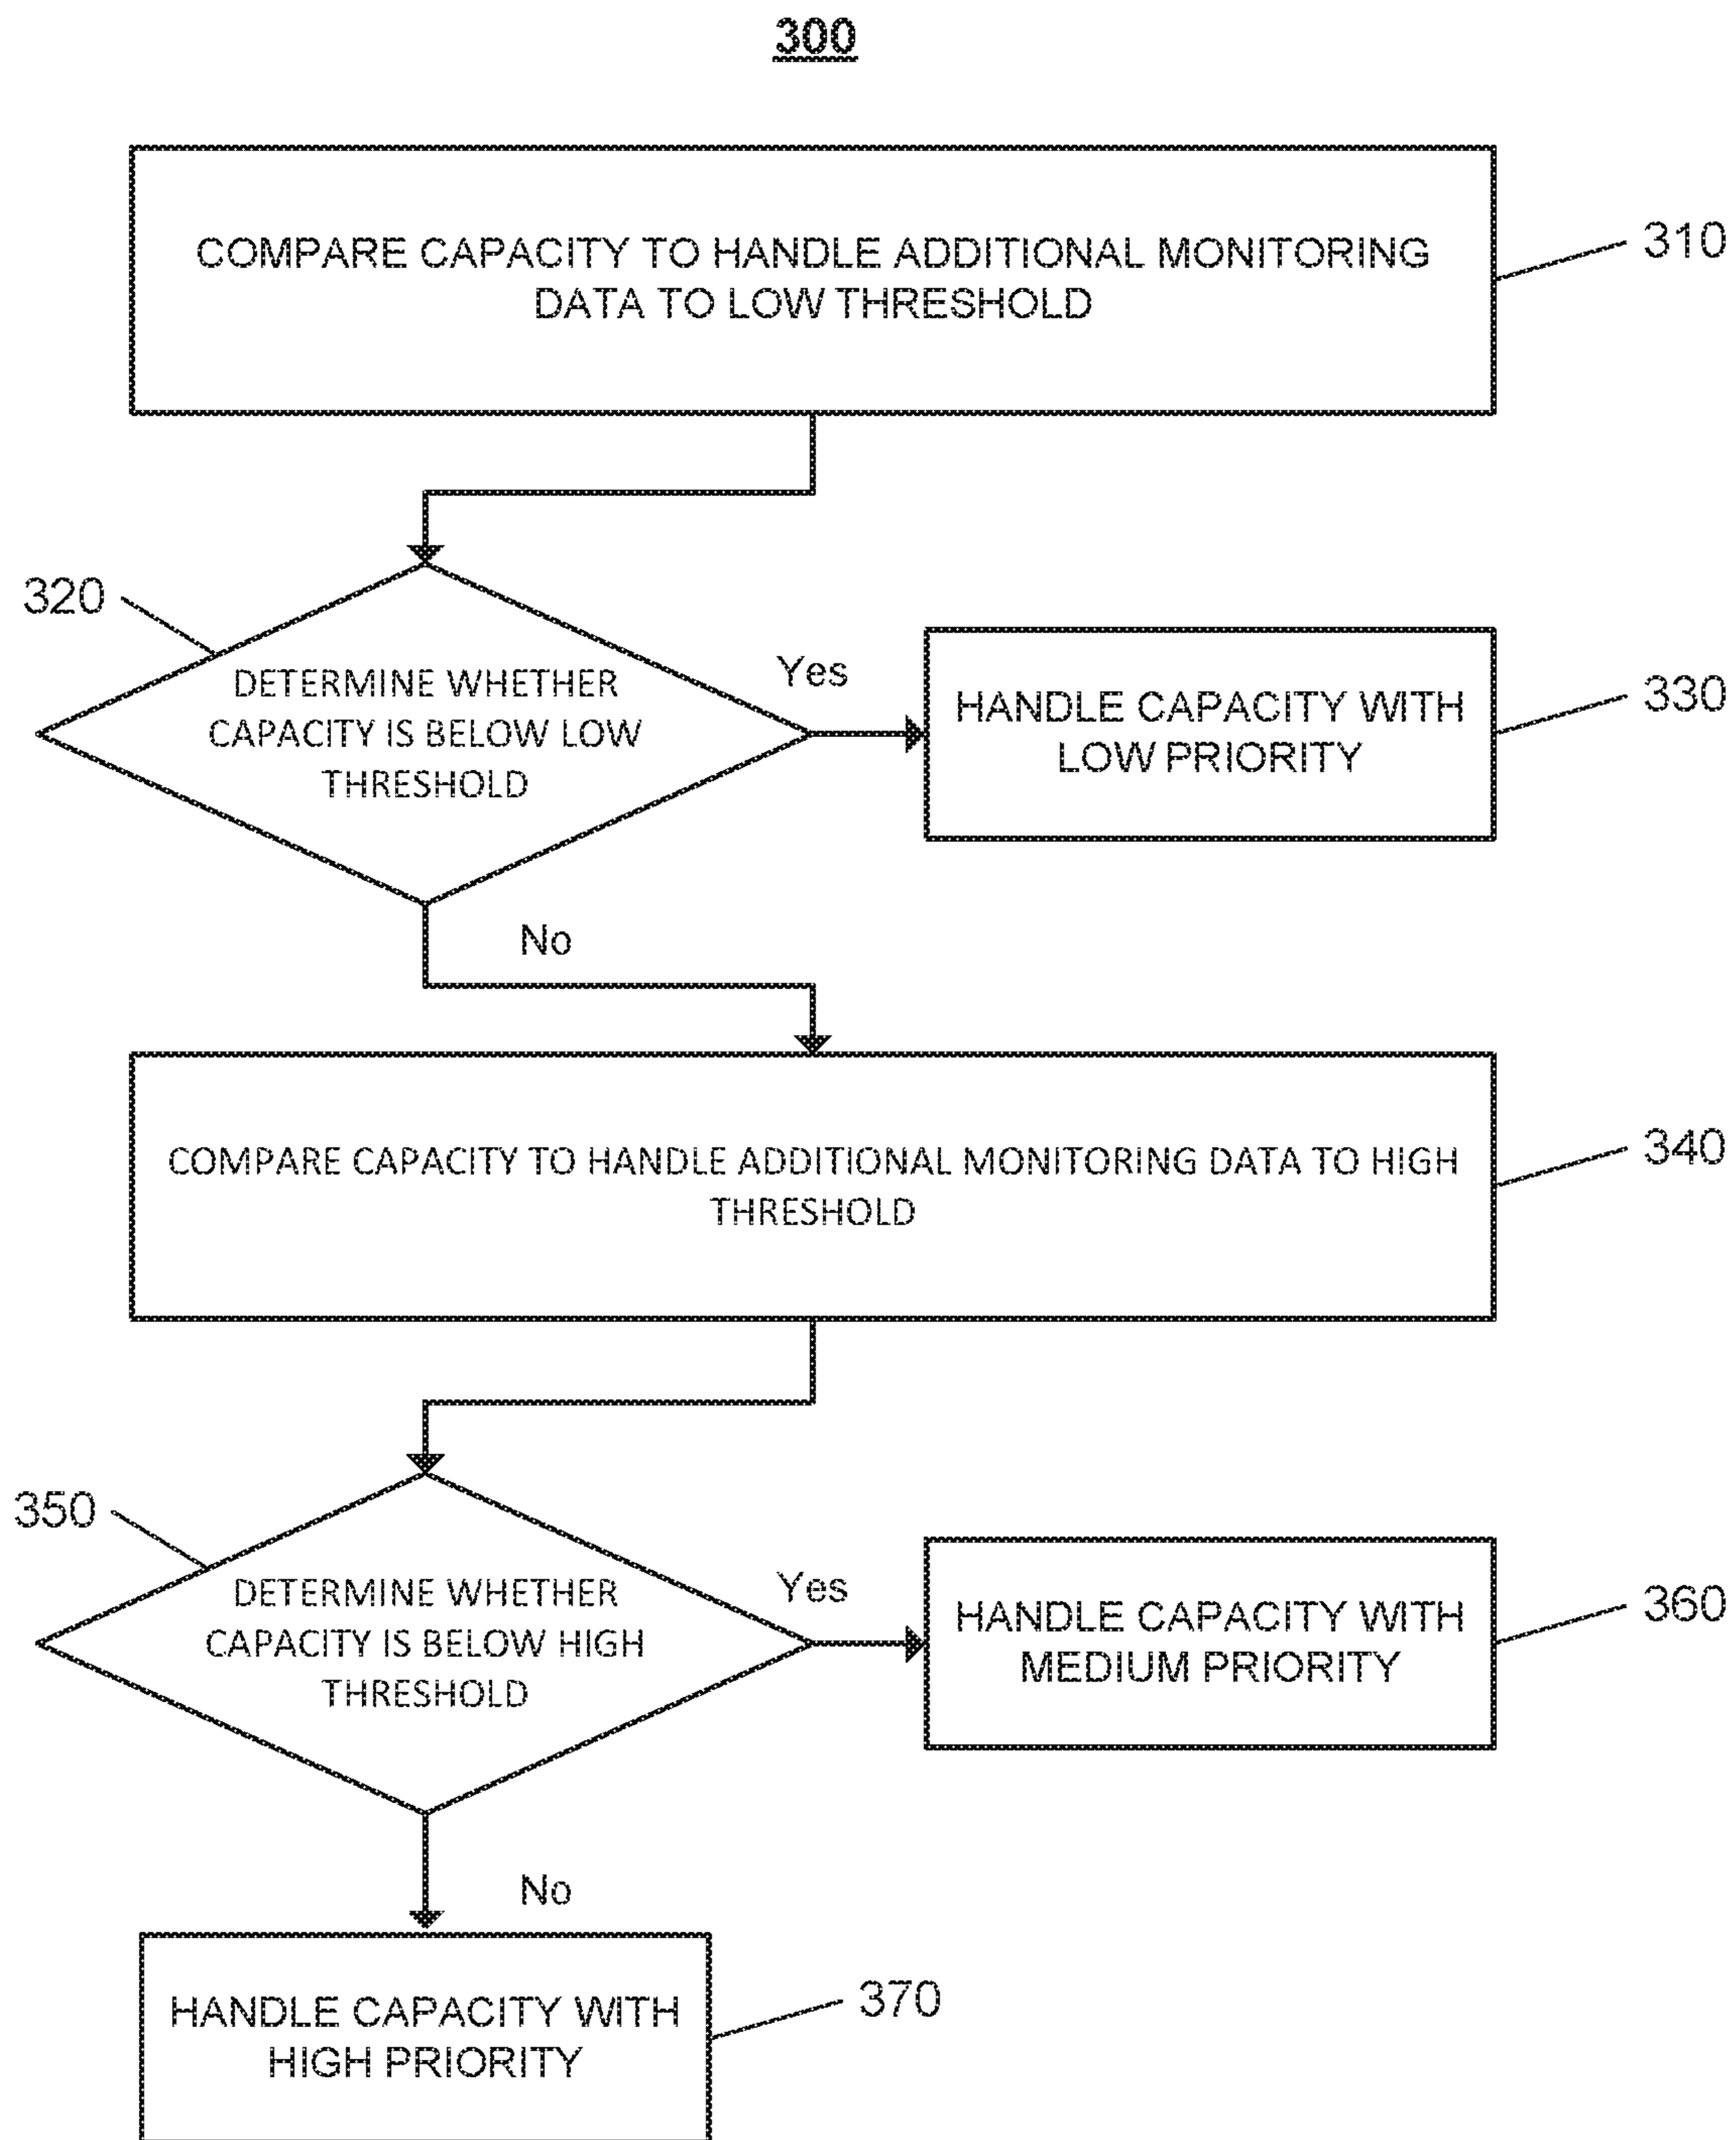 300
COMPARE CAPACITY TO HANDLE ADDITIONAL MONITORING
DATA TO LOW THRESHOLD
310
320
DETERMINE WHETHER
CAPACITY IS BELOW LOW
THRESHOLD
Yes
HANDLE CAPACITY WITH
LOW PRIORITY
330
No
COMPARE CAPACITY TO HANDLE ADDITIONAL MONITORING DATA TO HIGH
THRESHOLD
340
350
DETERMINE WHETHER
CAPACITY IS BELOW HIGH
THRESHOLD
Yes
HANDLE CAPACITY WITH
MEDIUM PRIORITY
360
No
HANDLE CAPACITY WITH
HIGH PRIORITY
370